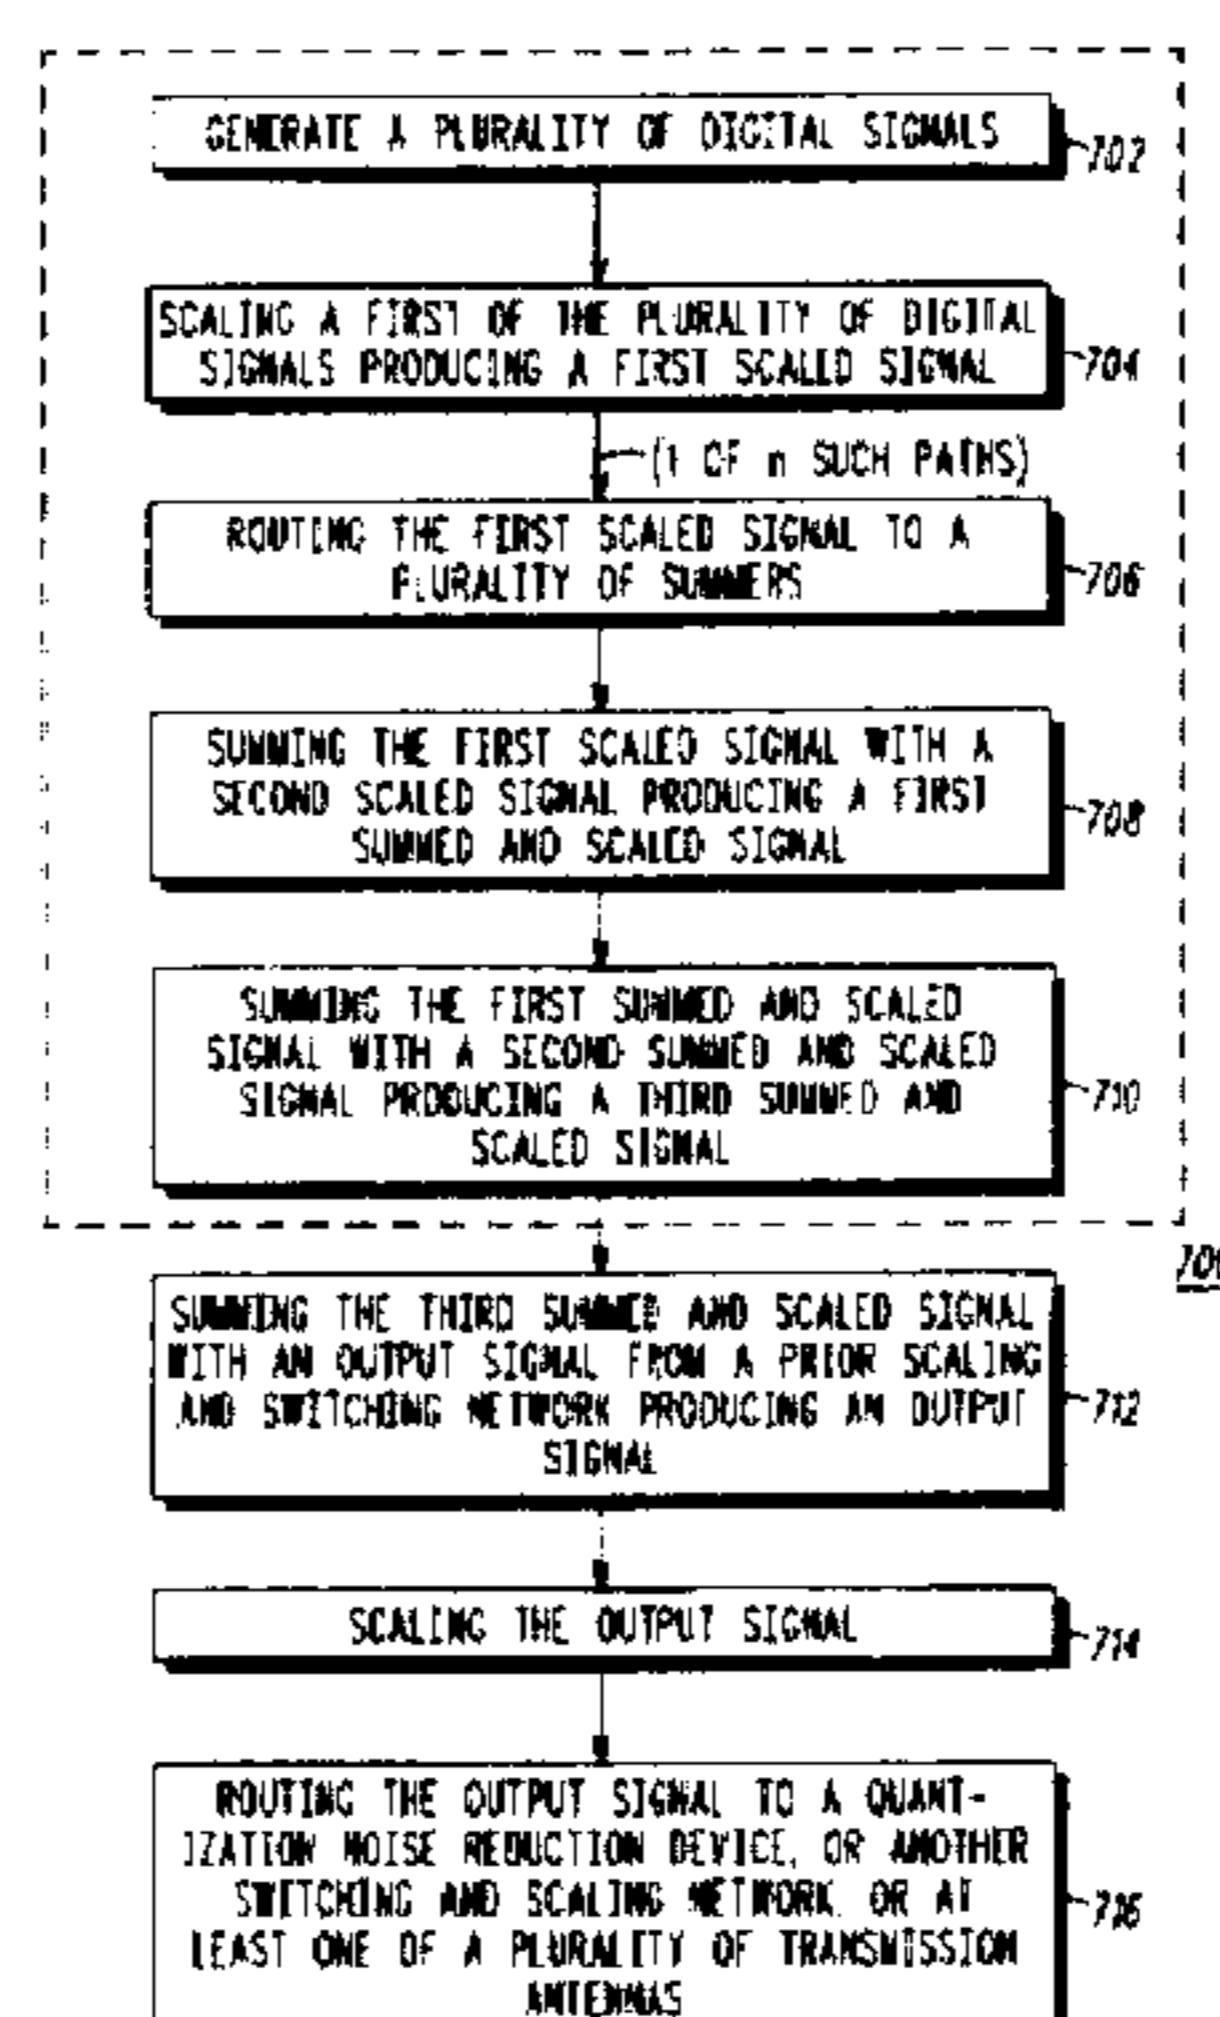 GENERATE A PLURALITY OF DIGITAL SIGNALS
702
SCALING A FIRST OF THE PLURALITY OF DIGITAL
SIGNALS PRODUCING A FIRST SCALED SIGNAL
704
(1 OF n SUCH PATHS)
ROUTING THE FIRST SCALED SIGNAL TO A
PLURALITY OF SUMMERS
706
SUMMING THE FIRST SCALED SIGNAL WITH A
SECOND SCALED SIGNAL PRODUCING A FIRST
SUMMED AND SCALED SIGNAL
708
SUMMING THE FIRST SUMMED AND SCALED
SIGNAL WITH A SECOND SUMMED AND SCALED
SIGNAL PRODUCING A THIRD SUMMED AND
SCALED SIGNAL
710
700
SUMMING THE THIRD SUMMED AND SCALED SIGNAL
WITH AN OUTPUT SIGNAL FROM A PRIOR SCALING
AND SWITCHING NETWORK PRODUCING AN OUTPUT
SIGNAL
712
SCALING THE OUTPUT SIGNAL
714
ROUTING THE OUTPUT SIGNAL TO A QUANT-
IZATION NOISE REDUCTION DEVICE, OR ANOTHER
SWITCHING AND SCALING NETWORK, OR AT
LEAST ONE OF A PLURALITY OF TRANSMISSION
ANTENNAS
716